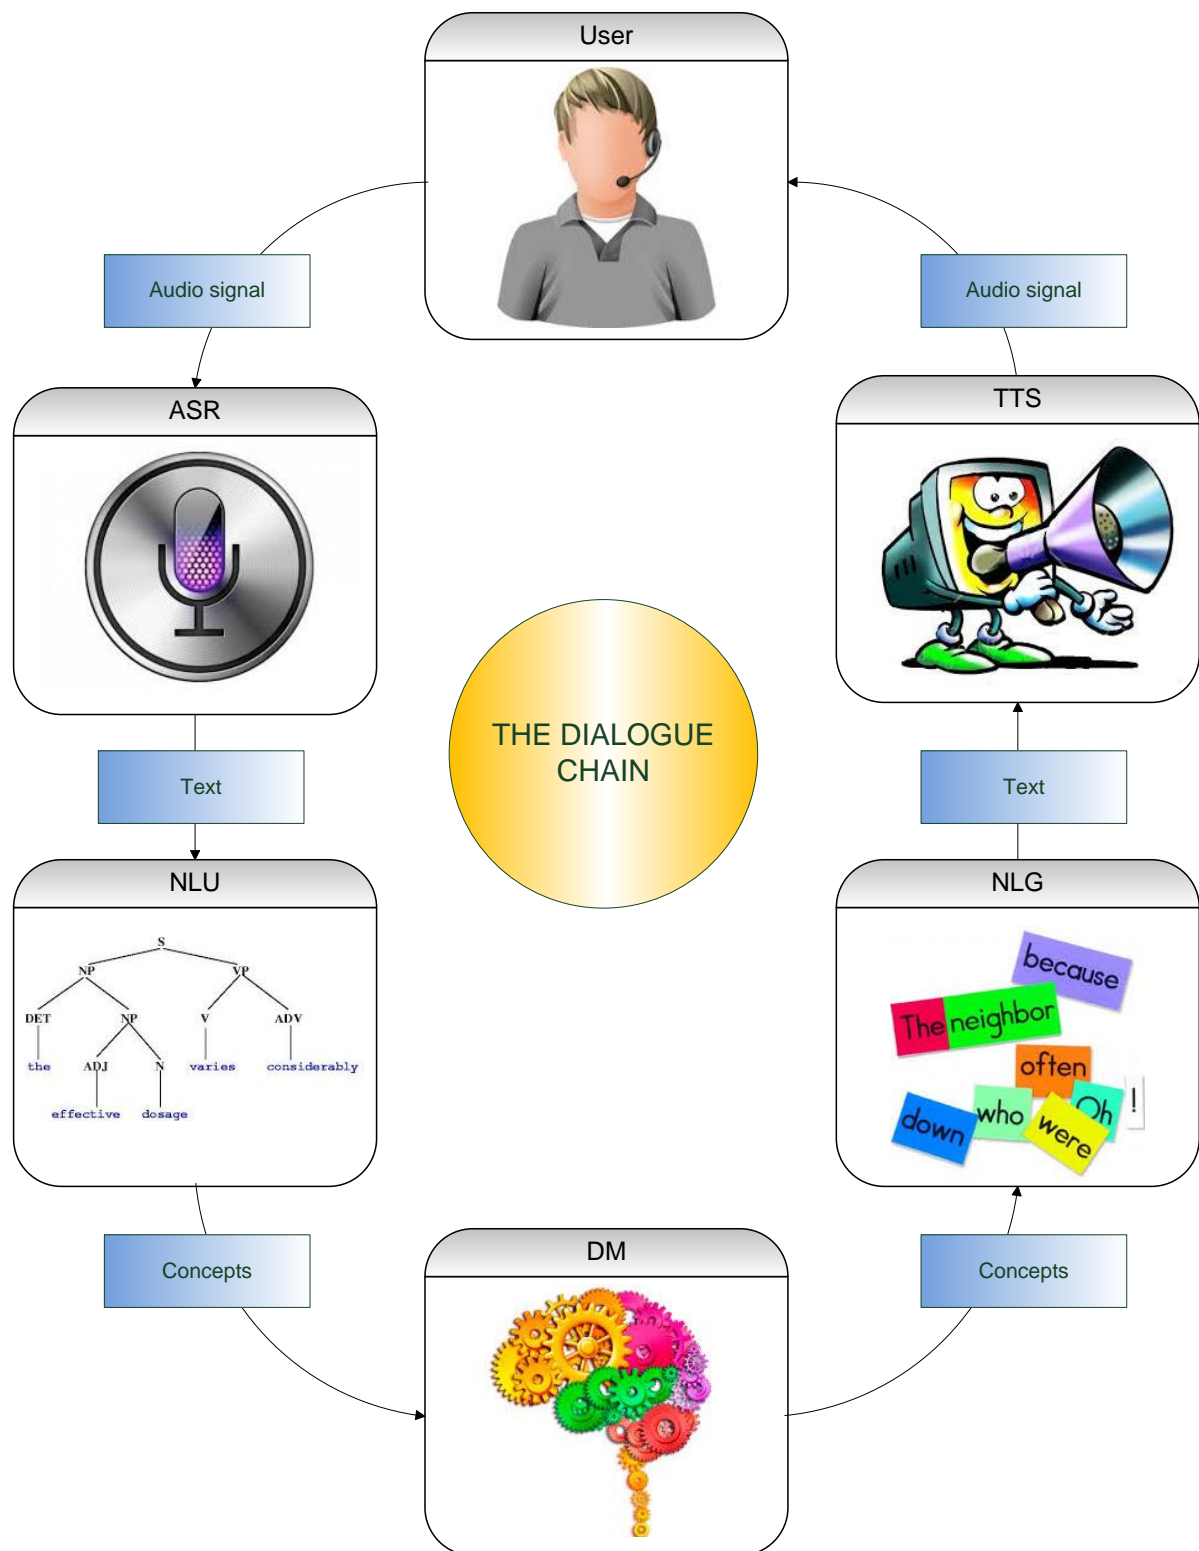 User
Audio signal
Audio signal
ASR
TTS
THE DIALOGUE
CHAIN
Text
Text
NLU
NLG
S
NP VP
DET NP V ADV
the ADJ N varies considerably
effective dosage
because
The neighbor
often
down who were Oh !
DM
Concepts
Concepts